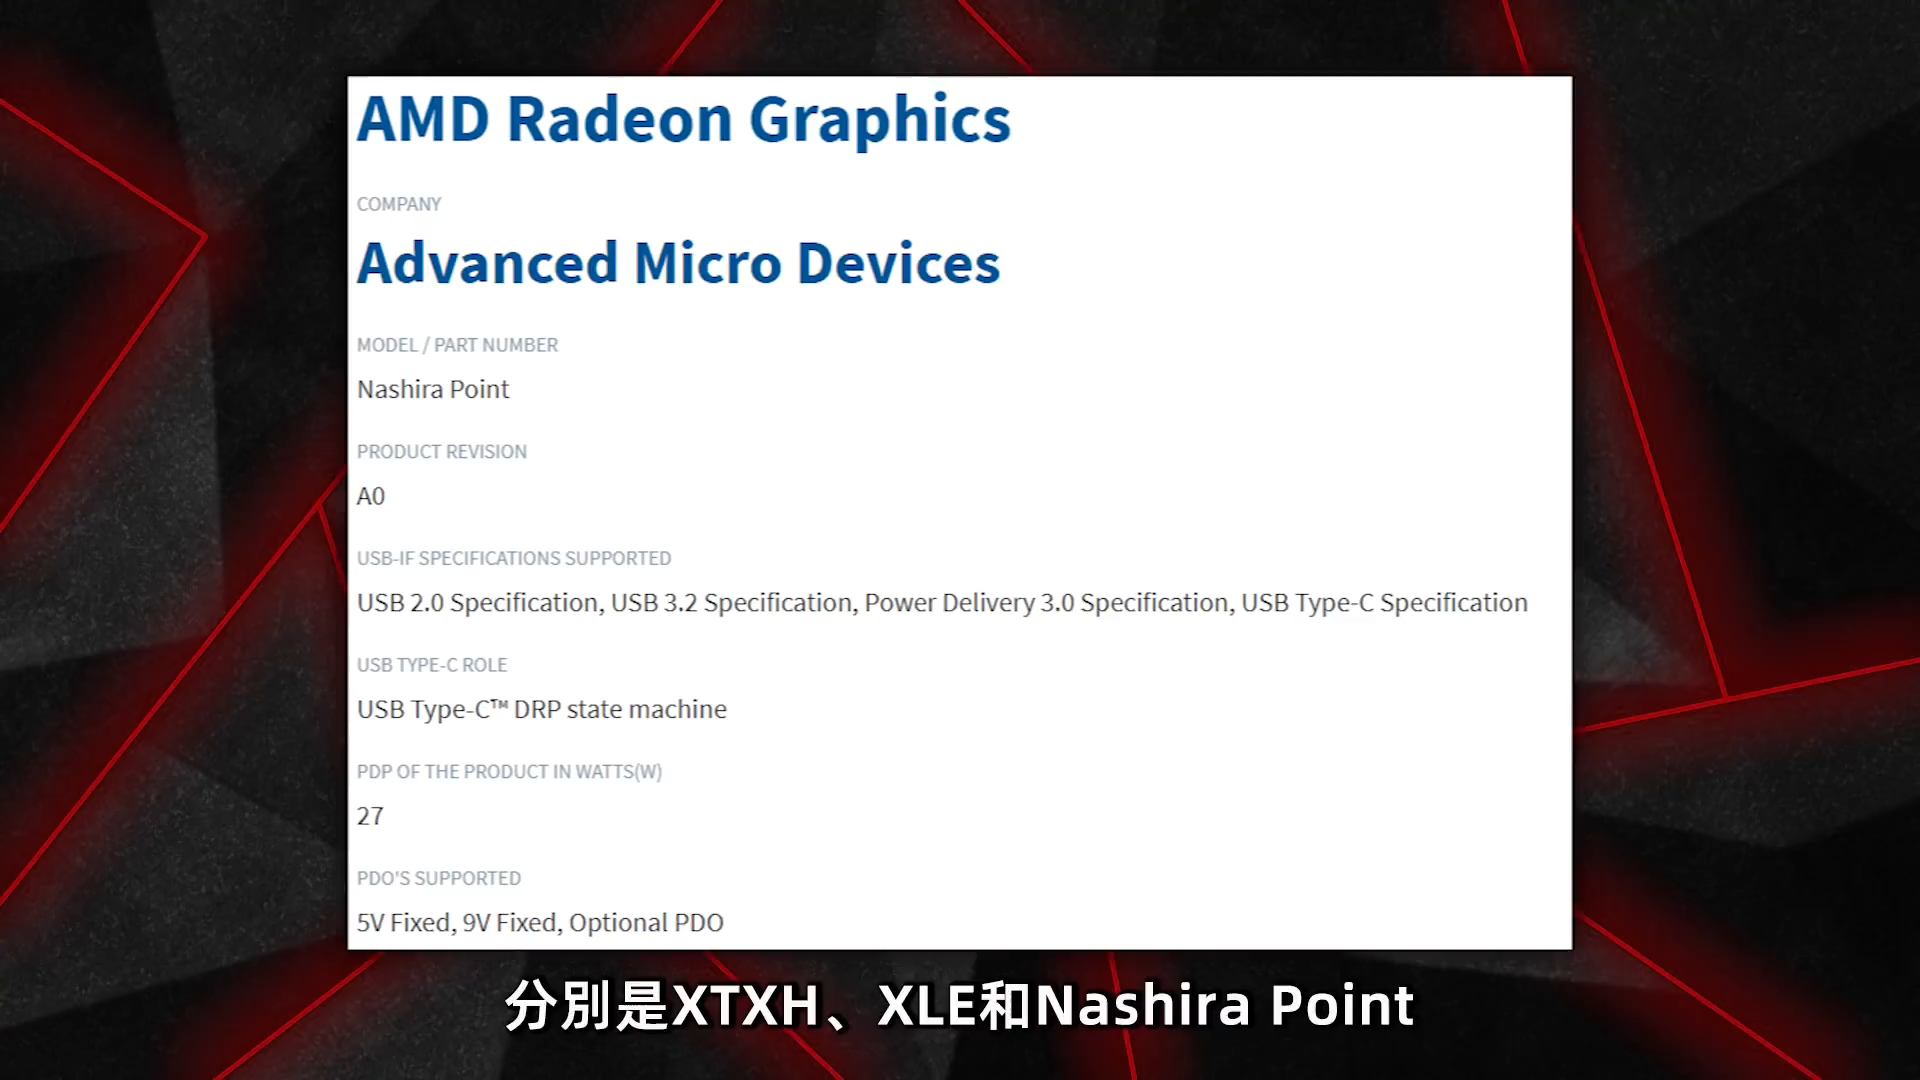 AMD Radeon Graphics
COMPANY
Advanced Micro Devices
MODEL / PART NUMBER
Nashira Point
PRODUCT REVISION
A0
USB-IF SPECIFICATIONS SUPPORTED
USB 2.0 Specification, USB 3.2 Specification, Power Delivery 3.0 Specification, USB Type-C Specification
USB TYPE-C ROLE
USB Type-C™ DRP state machine
PDP OF THE PRODUCT IN WATTS(W)
27
PDO'S SUPPORTED
5V Fixed, 9V Fixed, Optional PDO
分別是XTXH、XLE和Nashira Point